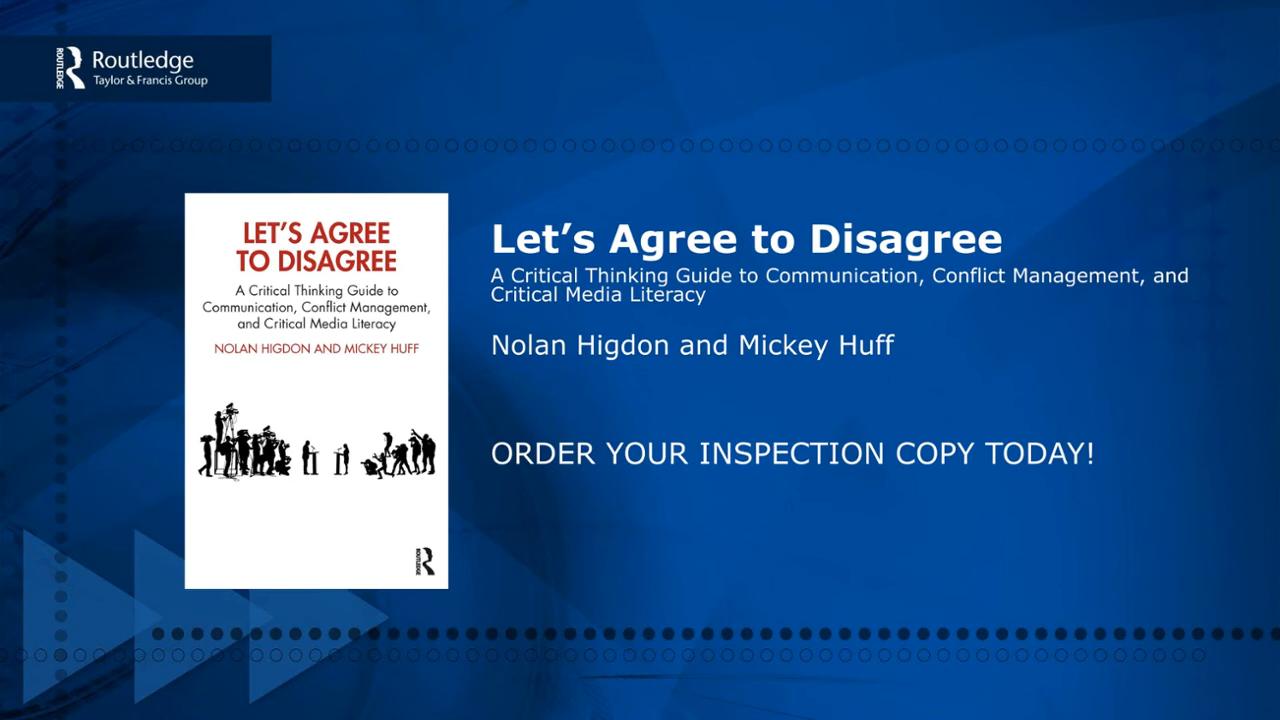 ROUTLEDGE
Routledge
Taylor & Francis Group
LET'S AGREE
TO DISAGREE
A Critical Thinking Guide to
Communication, Conflict Management,
and Critical Media Literacy
NOLAN HIGDON AND MICKEY HUFF
ROUTLEDGE
Let's Agree to Disagree
A Critical Thinking Guide to Communication, Conflict Management, and
Critical Media Literacy
Nolan Higdon and Mickey Huff
ORDER YOUR INSPECTION COPY TODAY!